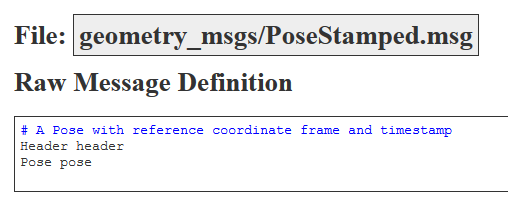 File: geometry_msgs/PoseStamped.msg
Raw Message Definition
# A Pose with reference coordinate frame and timestamp
Header header
Pose pose